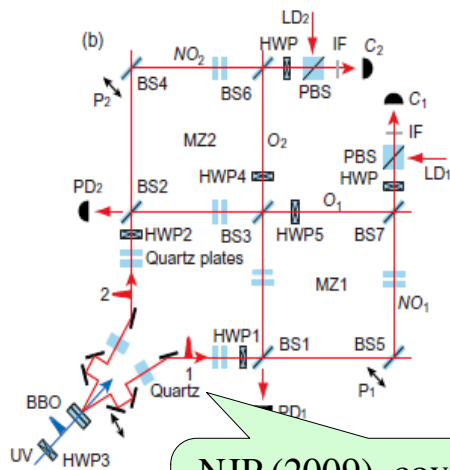 (b)
LD2
NO2 HWP IF C2
BS4 BS6 PBS C1
P2
MZ2 O2 IF
PBS
PD2 BS2 HWP4 HWP LD1
O1
HWP2 BS3 HWP5 BS7
Quartz plates
2 MZ1 NO1
HWP1
1 BS1 BS5
BBO Quartz P1
PD1
UV HWP3